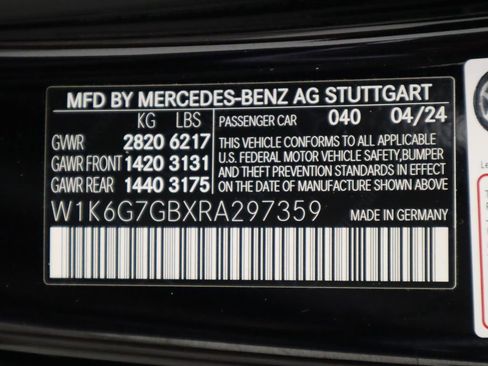 MFD BY MERCEDES-BENZ AG STUTTGART
KG LBS PASSENGER CAR 040 04/24
GVWR 2820 6217
GAWR FRONT 1420 3131
GAWR REAR 1440 3175
THIS VEHICLE CONFORMS TO ALL APPLICABLE
U.S. FEDERAL MOTOR VEHICLE SAFETY,BUMPER
AND THEFT PREVENTION STANDARDS IN EFFECT
ON THE DATE OF MANUFACTURE SHOWN ABOVE
W1K6G7GBXRA297359 MADE IN GERMANY